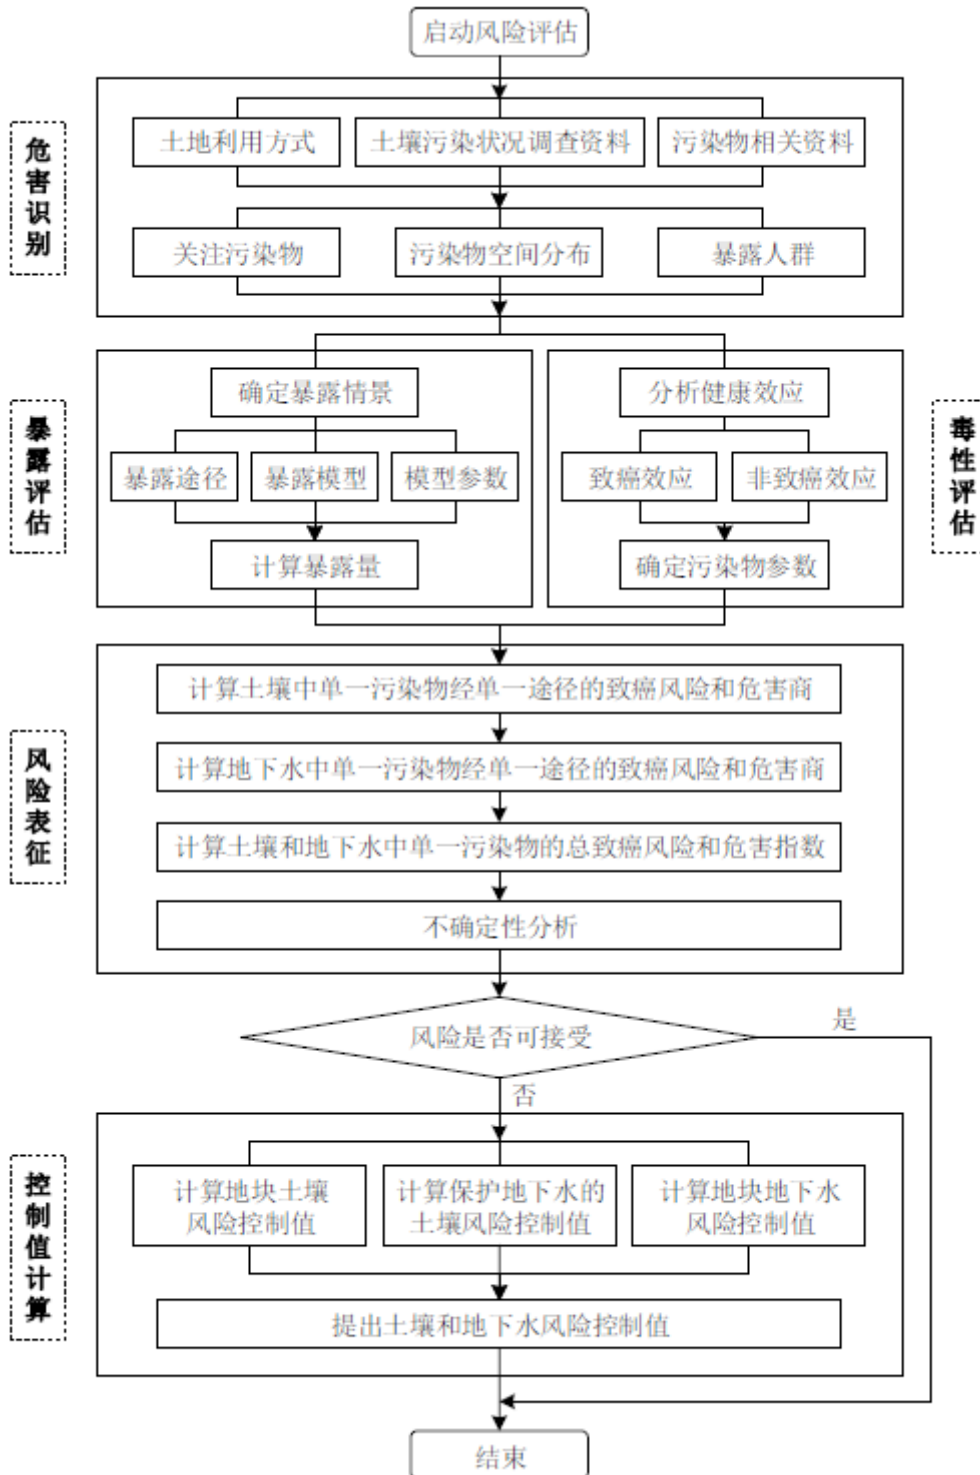 启动风险评估
危害识别
土地利用方式
土壤污染状况调查资料
污染物相关资料
关注污染物
污染物空间分布
暴露人群
暴露评估
确定暴露情景
暴露途径
暴露模型
模型参数
计算暴露量
毒性评估
分析健康效应
致癌效应
非致癌效应
确定污染物参数
风险表征
计算土壤中单一污染物经单一途径的致癌风险和危害商
计算地下水中单一污染物经单一途径的致癌风险和危害商
计算土壤和地下水中单一污染物的总致癌风险和危害指数
不确定性分析
风险是否可接受
是
否
控制值计算
计算地块土壤
风险控制值
计算保护地下水的
土壤风险控制值
计算地块地下水
风险控制值
提出土壤和地下水风险控制值
结束